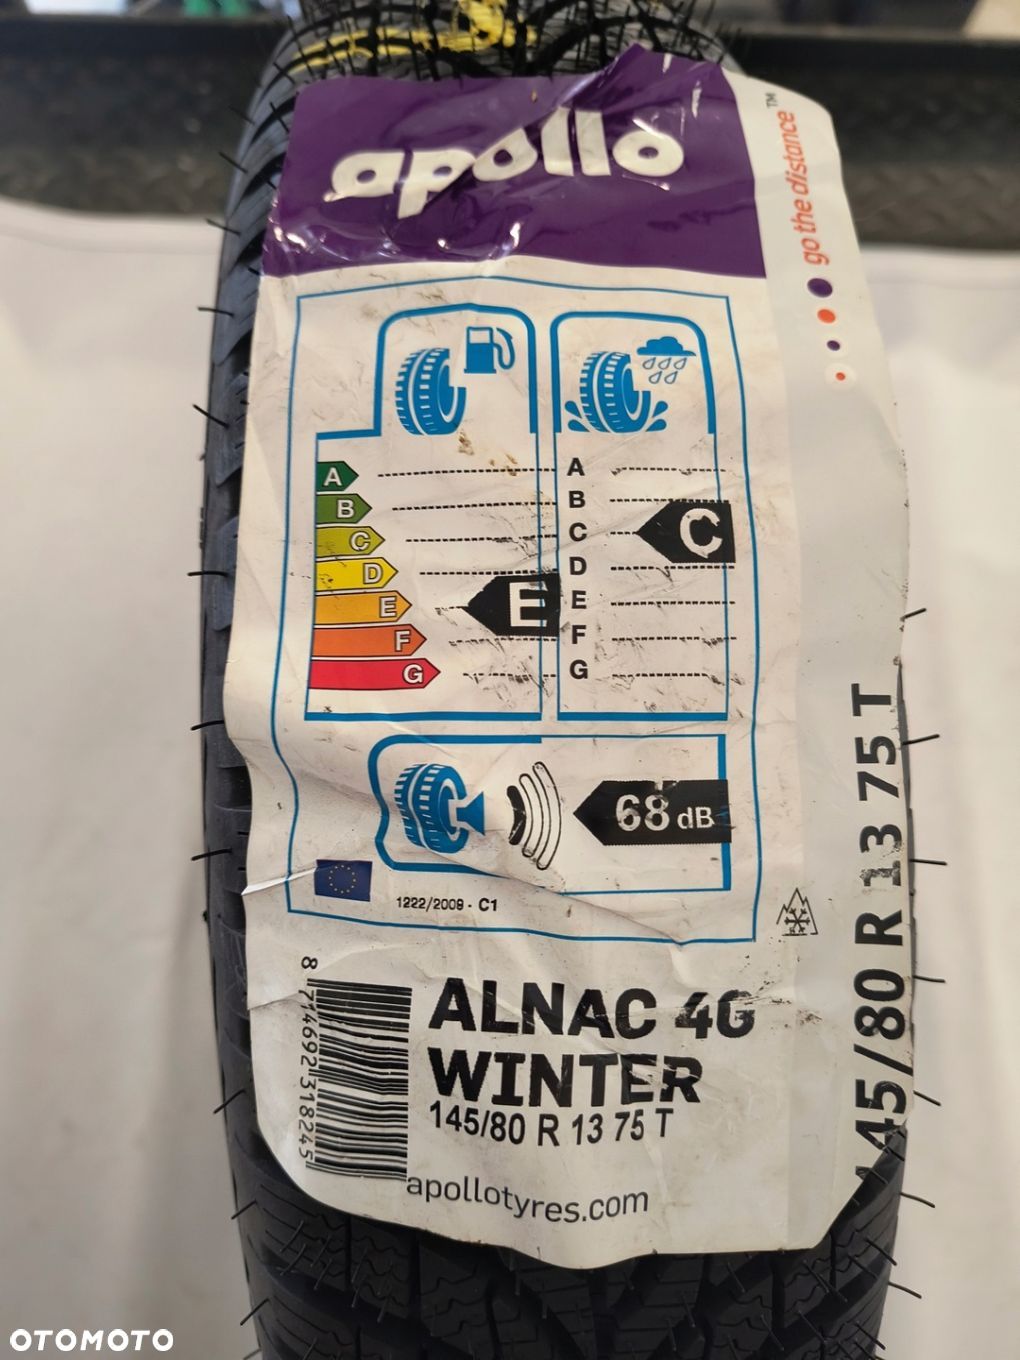 apollo
go the distance™
A
B
C
D
E
F
G
E
A
B
C
D
E
F
G
C
68 dB
1222/2009 - C1
8 714692 318245
ALNAC 4G
WINTER
145/80 R 13 75 T
apollotyres.com
145/80 R 13 75 T
OTOMOTO